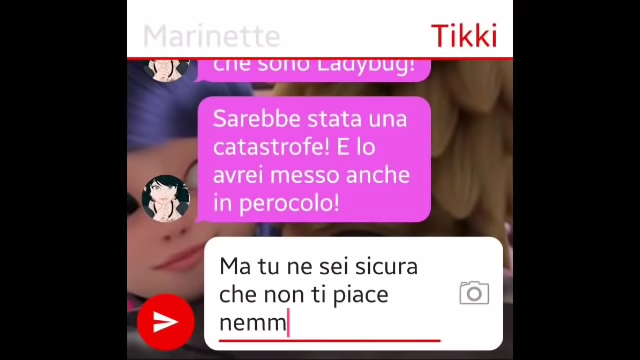 Marinette Tikki
che sono Ladybug!
Sarebbe stata una
catastrofe! E lo
avrei messo anche
in perocolo!
Ma tu ne sei sicura
che non ti piace
nemm